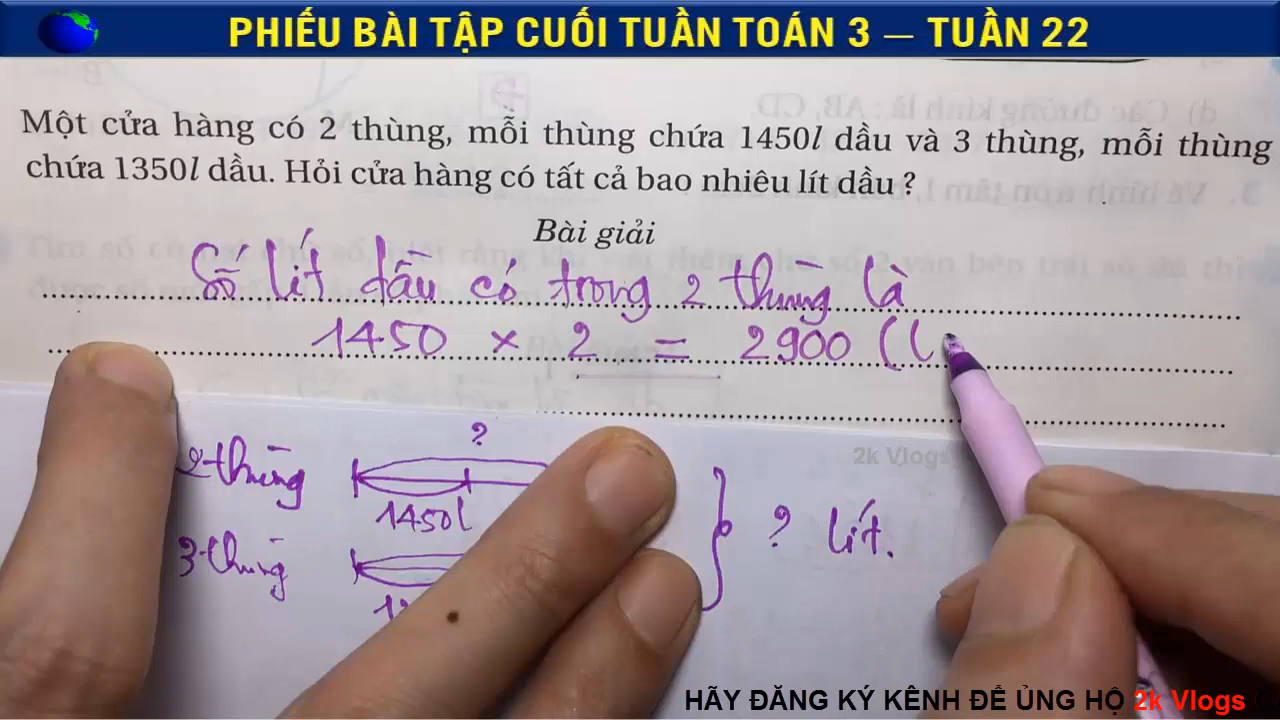 PHIẾU BÀI TẬP CUỐI TUẦN TOÁN 3 – TUẦN 22
Một cửa hàng có 2 thùng, mỗi thùng chứa 1450l dầu và 3 thùng, mỗi thùng
chứa 1350l dầu. Hỏi cửa hàng có tất cả bao nhiêu lít dầu ?
Bài giải
Số lít dầu có trong 2 thùng là
1450 × 2 = 2900 (l
?
2 thùng
1450l
2k Vlogs
? lít.
3 thùng
HÃY ĐĂNG KÝ KÊNH ĐỂ ỦNG HỘ 2k Vlogs